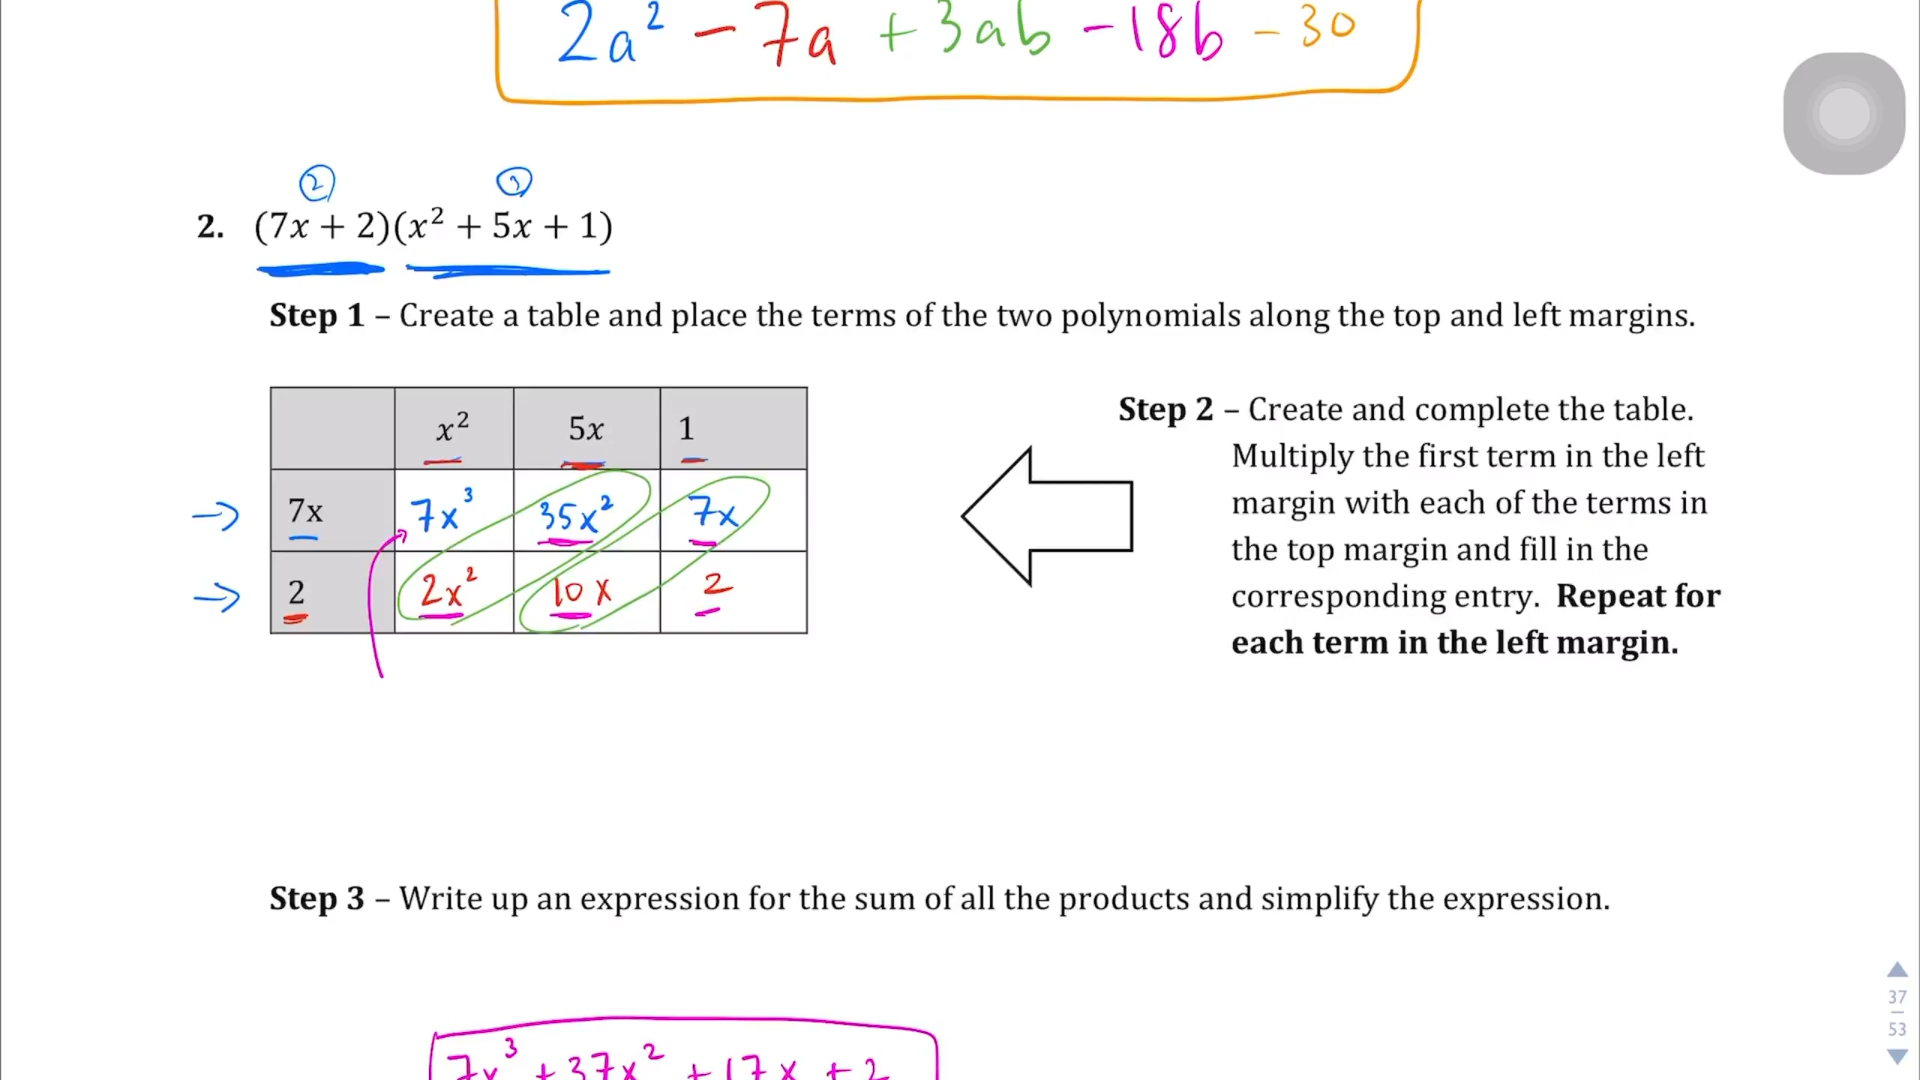 2a² - 7a + 3ab - 18b - 30
② ③
2. (7x + 2)(x² + 5x + 1)
Step 1 – Create a table and place the terms of the two polynomials along the top and left margins.
x² 5x 1
7x 7x³ 35x² 7x
2 2x² 10x 2
Step 2 – Create and complete the table.
Multiply the first term in the left
margin with each of the terms in
the top margin and fill in the
corresponding entry. Repeat for
each term in the left margin.
Step 3 – Write up an expression for the sum of all the products and simplify the expression.
7x³ + 37x² + 17x + 2
37
53